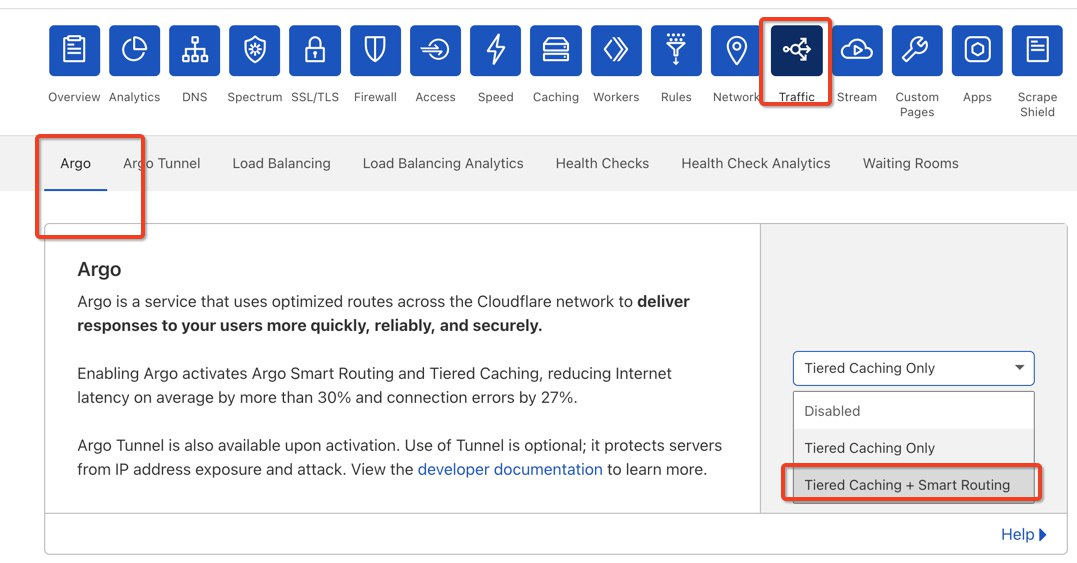 Overview Analytics DNS Spectrum SSL/TLS Firewall Access Speed Caching Workers Rules Network Traffic Stream Custom Pages Apps Scrape Shield
Argo Argo Tunnel Load Balancing Load Balancing Analytics Health Checks Health Check Analytics Waiting Rooms
Argo
Argo is a service that uses optimized routes across the Cloudflare network to deliver
responses to your users more quickly, reliably, and securely.
Enabling Argo activates Argo Smart Routing and Tiered Caching, reducing Internet
latency on average by more than 30% and connection errors by 27%.
Argo Tunnel is also available upon activation. Use of Tunnel is optional; it protects servers
from IP address exposure and attack. View the developer documentation to learn more.
Tiered Caching Only
Disabled
Tiered Caching Only
Tiered Caching + Smart Routing
Help